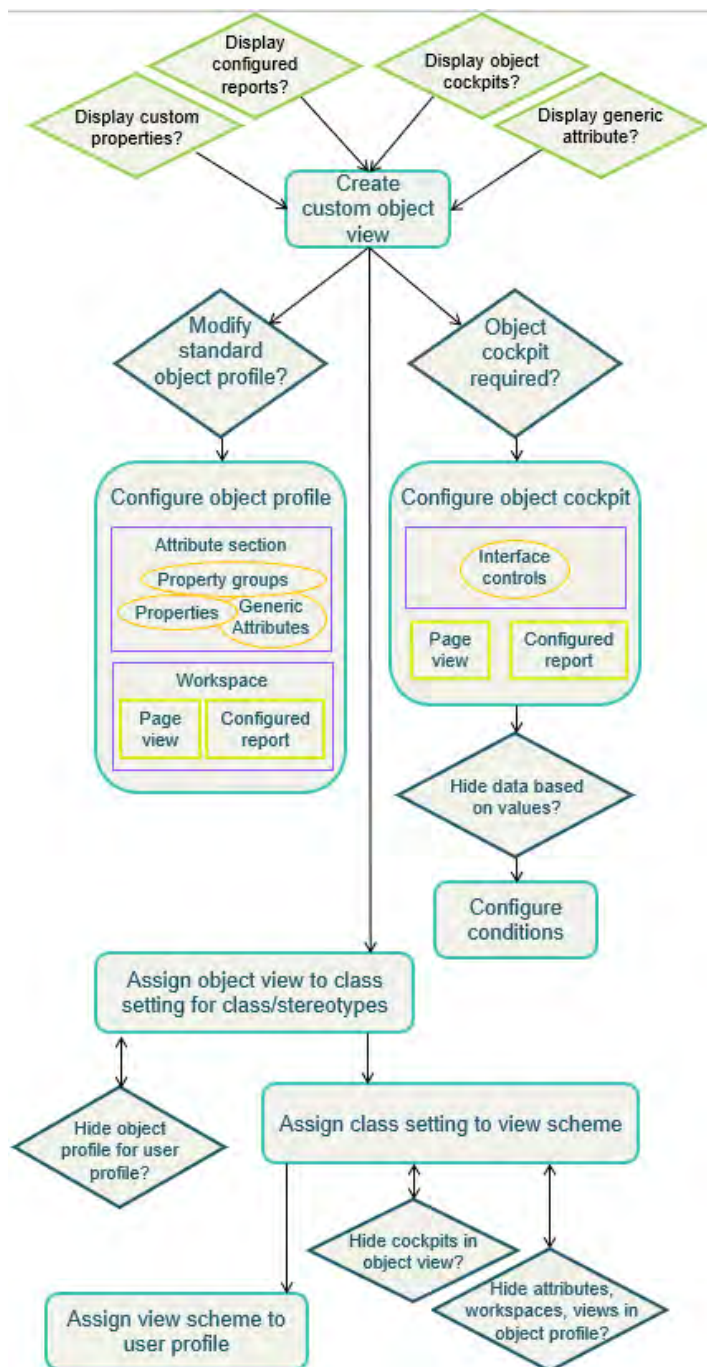 Display
configured
reports?
Display object
cockpits?
Display custom
properties?
Display generic
attribute?
Create
custom object
view
Modify
standard
object profile?
Object
cockpit
required?
Configure object profile
Attribute section
Property groups
Properties
Generic
Attributes
Workspace
Page
view
Configured
report
Configure object cockpit
Interface
controls
Page
view
Configured
report
Hide data based
on values?
Configure
conditions
Assign object view to class
setting for class/stereotypes
Hide object
profile for user
profile?
Assign class setting to view scheme
Hide cockpits in
object view?
Hide attributes,
workspaces, views in
object profile?
Assign view scheme to
user profile